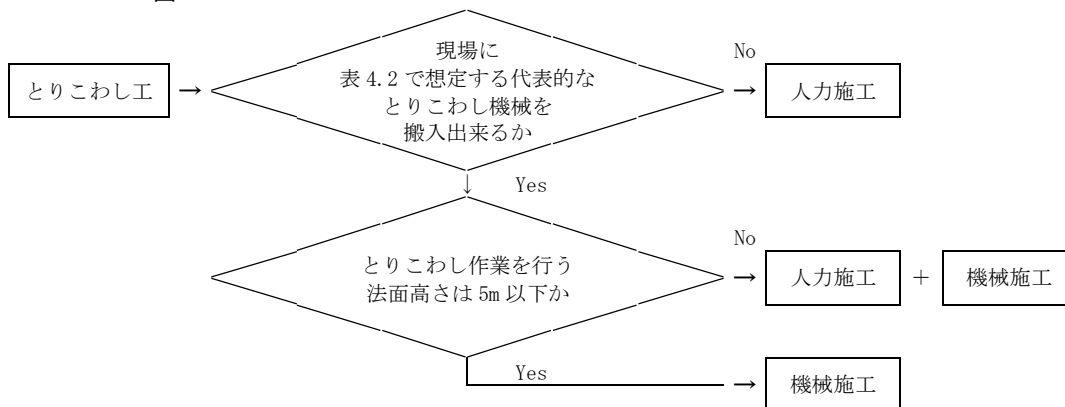 現場に
表 4.2 で想定する代表的な
とりこわし機械を
搬入出来るか
とりこわし工
→
No
→
人力施工
↓
Yes
とりこわし作業を行う
法面高さは 5m 以下か
No
→
人力施工
+
機械施工
Yes
→
機械施工